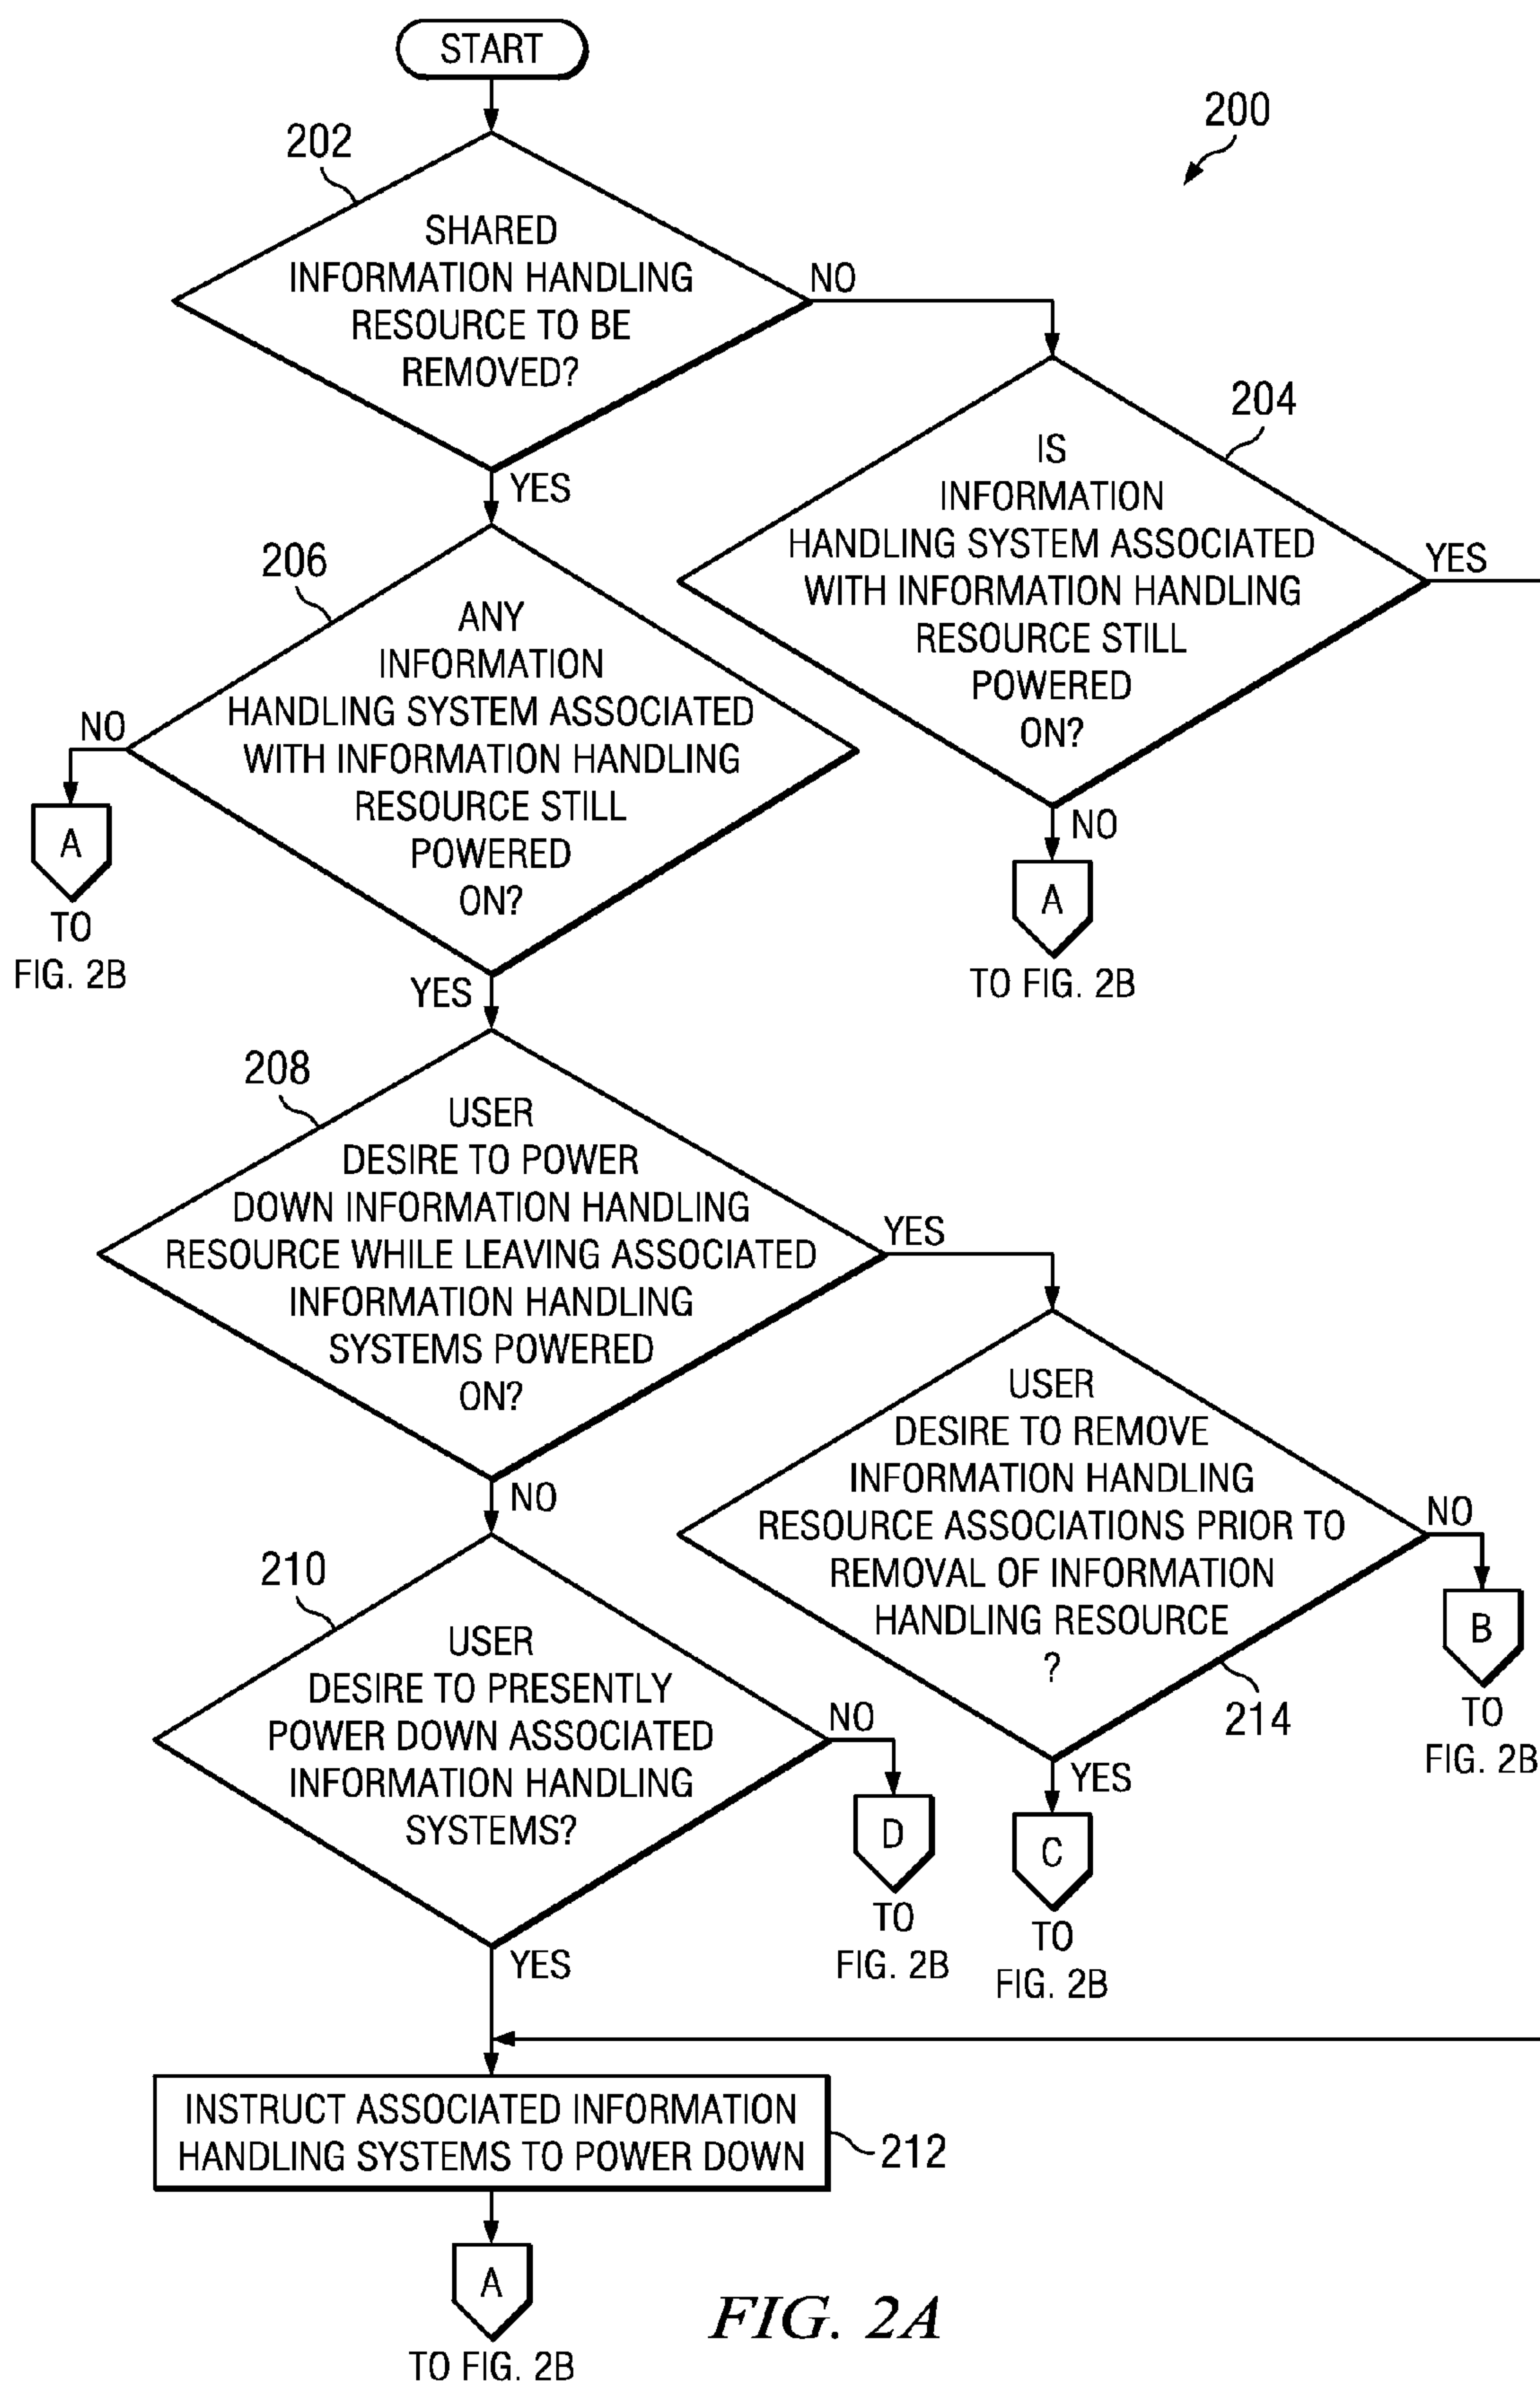 START
200
202
SHARED
INFORMATION HANDLING
RESOURCE TO BE
REMOVED?
NO
YES
204
IS
INFORMATION
HANDLING SYSTEM ASSOCIATED
WITH INFORMATION HANDLING
RESOURCE STILL
POWERED
ON?
YES
NO
A
TO FIG. 2B
206
ANY
INFORMATION
HANDLING SYSTEM ASSOCIATED
WITH INFORMATION HANDLING
RESOURCE STILL
POWERED
ON?
NO
A
TO
FIG. 2B
YES
208
USER
DESIRE TO POWER
DOWN INFORMATION HANDLING
RESOURCE WHILE LEAVING ASSOCIATED
INFORMATION HANDLING
SYSTEMS POWERED
ON?
YES
NO
USER
DESIRE TO REMOVE
INFORMATION HANDLING
RESOURCE ASSOCIATIONS PRIOR TO
REMOVAL OF INFORMATION
HANDLING RESOURCE
?
214
NO
B
TO
FIG. 2B
YES
C
TO
FIG. 2B
210
USER
DESIRE TO PRESENTLY
POWER DOWN ASSOCIATED
INFORMATION HANDLING
SYSTEMS?
NO
D
TO
FIG. 2B
YES
INSTRUCT ASSOCIATED INFORMATION
HANDLING SYSTEMS TO POWER DOWN
212
A
TO FIG. 2B
FIG. 2A